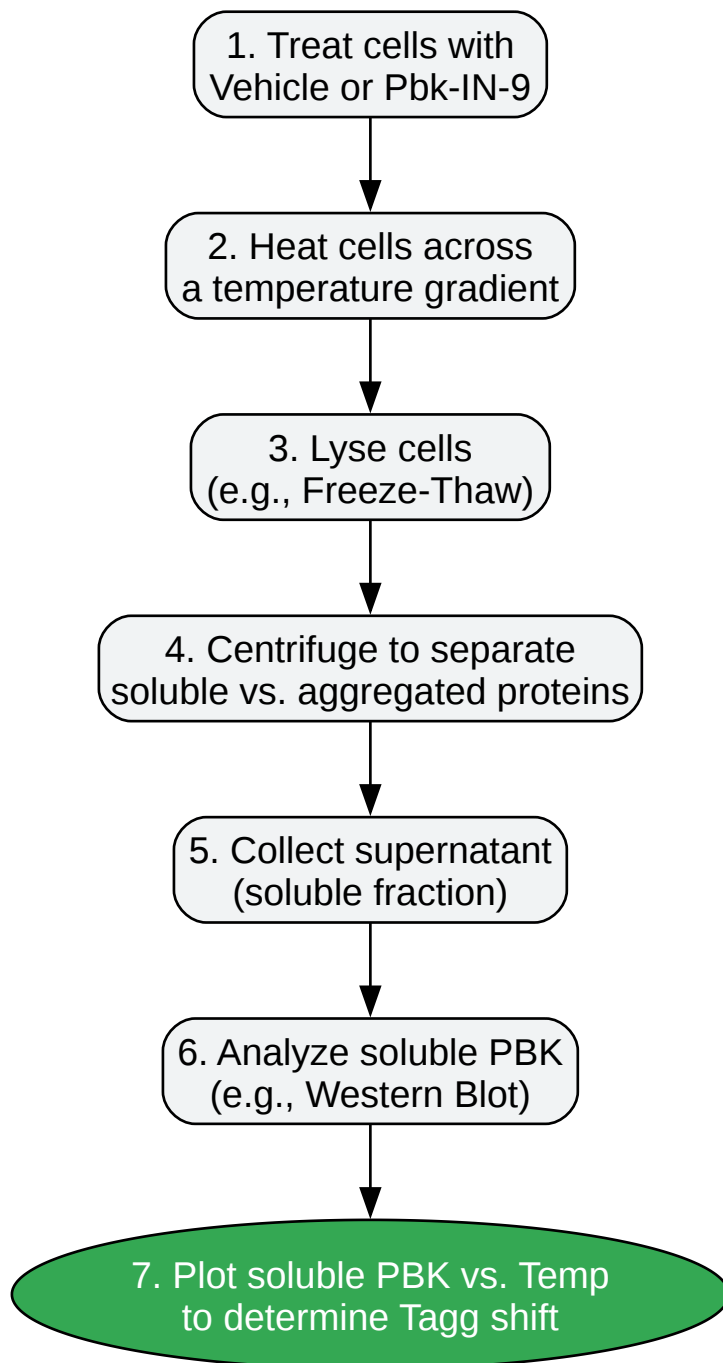 1. Treat cells with
Vehicle or Pbk-IN-9
2. Heat cells across
a temperature gradient
3. Lyse cells
(e.g., Freeze-Thaw)
4. Centrifuge to separate
soluble vs. aggregated proteins
5. Collect supernatant
(soluble fraction)
6. Analyze soluble PBK
(e.g., Western Blot)
7. Plot soluble PBK vs. Temp
to determine Tagg shift